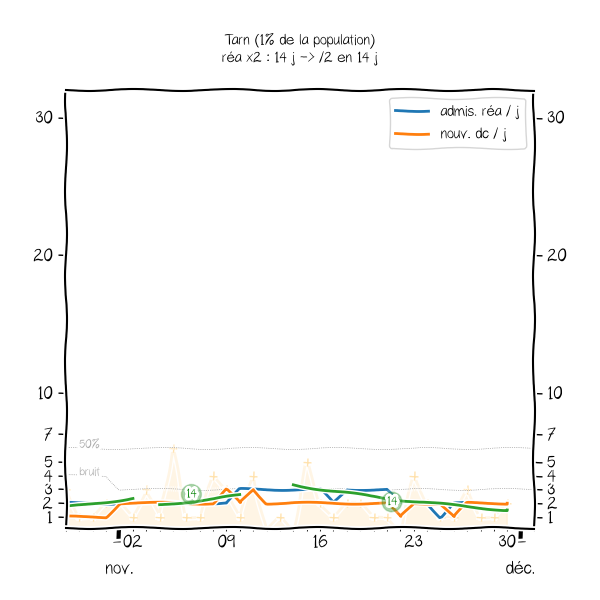 Tarn (1% de la population)
réa x2 : 14 j -> /2 en 14 j
admis. réa / j
nouv. dc / j
30 30
20 20
10 10
7 7
50%
5 5
4 4
bruit
3 3
14
14
2 2
1 1
02 09 16 23 30
nov. déc.